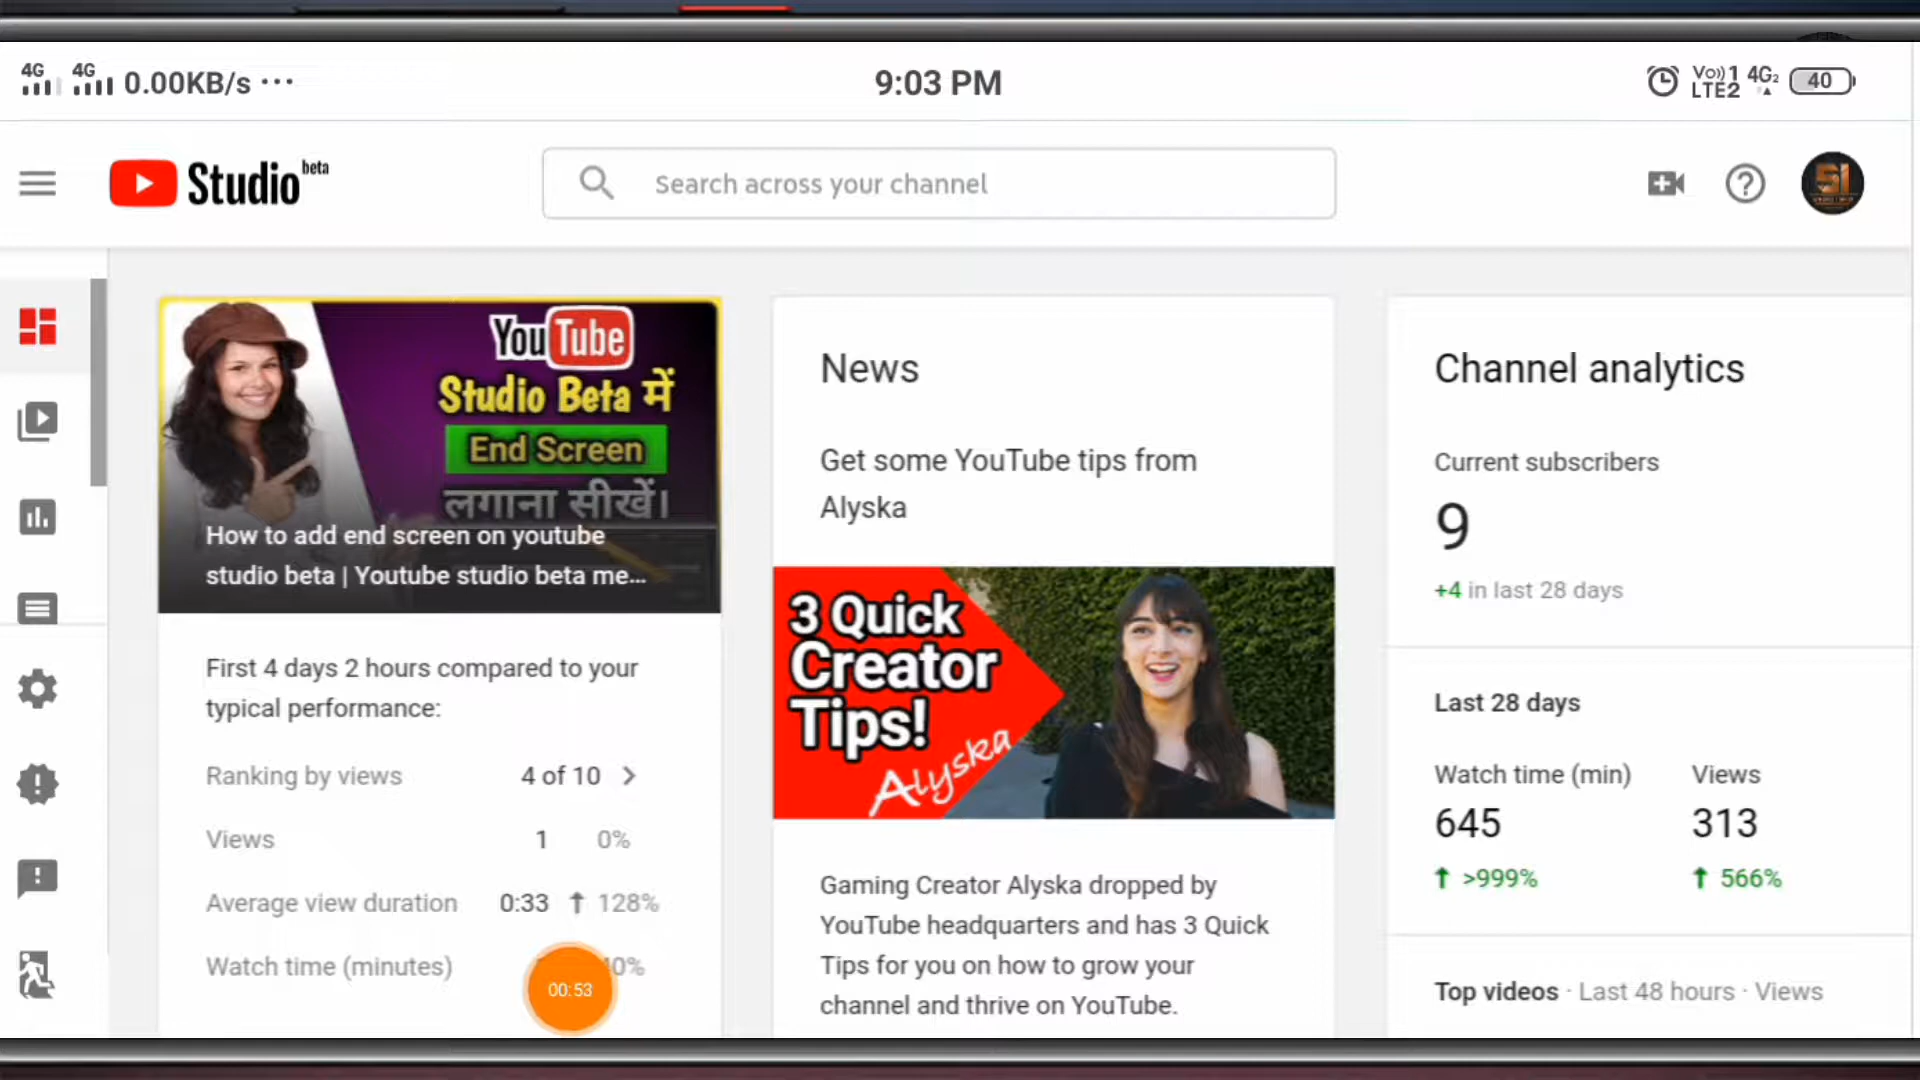 4G 4G 0.00KB/s ...
9:03 PM
Vo)) 1 4G2
LTE2
40
Studio beta
Search across your channel
SI
YouTube
Studio Beta में
End Screen
लगाना सीखें।
How to add end screen on youtube
studio beta | Youtube studio beta me...
First 4 days 2 hours compared to your
typical performance:
Ranking by views 4 of 10
Views 1 0%
Average view duration 0:33 128%
Watch time (minutes)
00:53
News
Get some YouTube tips from
Alyska
3 Quick
Creator
Tips!
Alyska
Gaming Creator Alyska dropped by
YouTube headquarters and has 3 Quick
Tips for you on how to grow your
channel and thrive on YouTube.
Channel analytics
Current subscribers
9
+4 in last 28 days
Last 28 days
Watch time (min) Views
645 313
>999% 566%
Top videos · Last 48 hours · Views